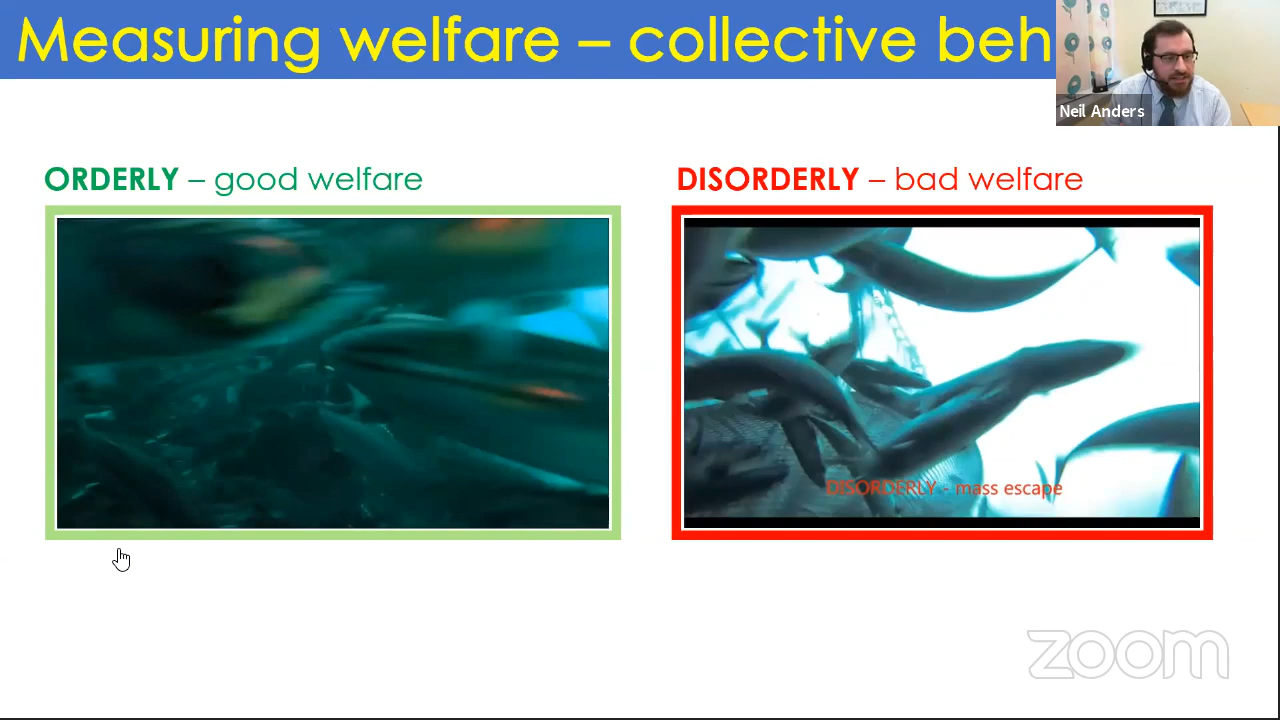 Measuring welfare – collective beh
Neil Anders
ORDERLY – good welfare
DISORDERLY – bad welfare
DISORDERLY - mass escape
zoom